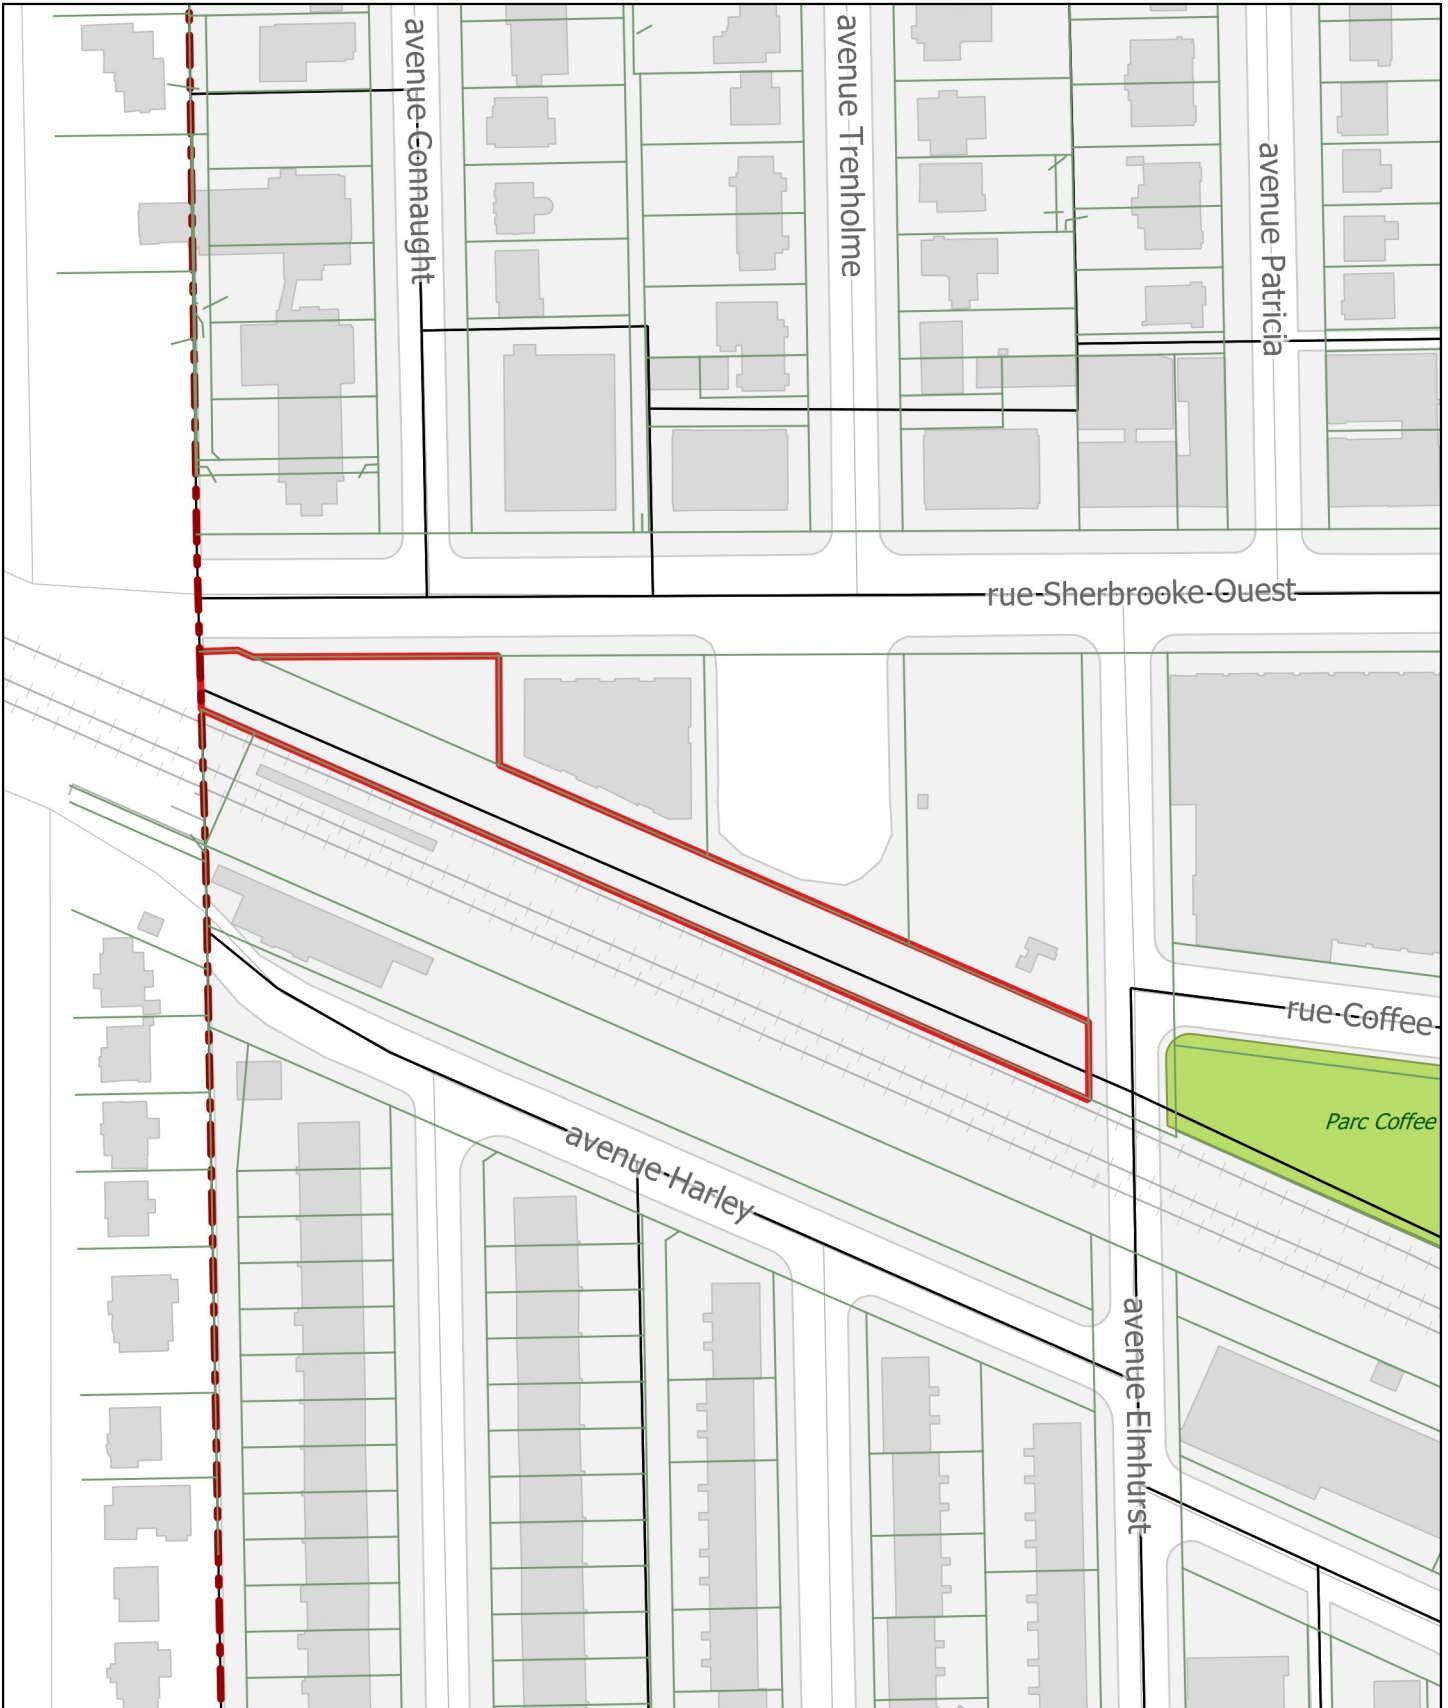 avenue Connaught
avenue Trenholme
avenue Patricia
rue Sherbrooke Ouest
rue Coffee
Parc Coffee
avenue Harley
avenue Elmhurst